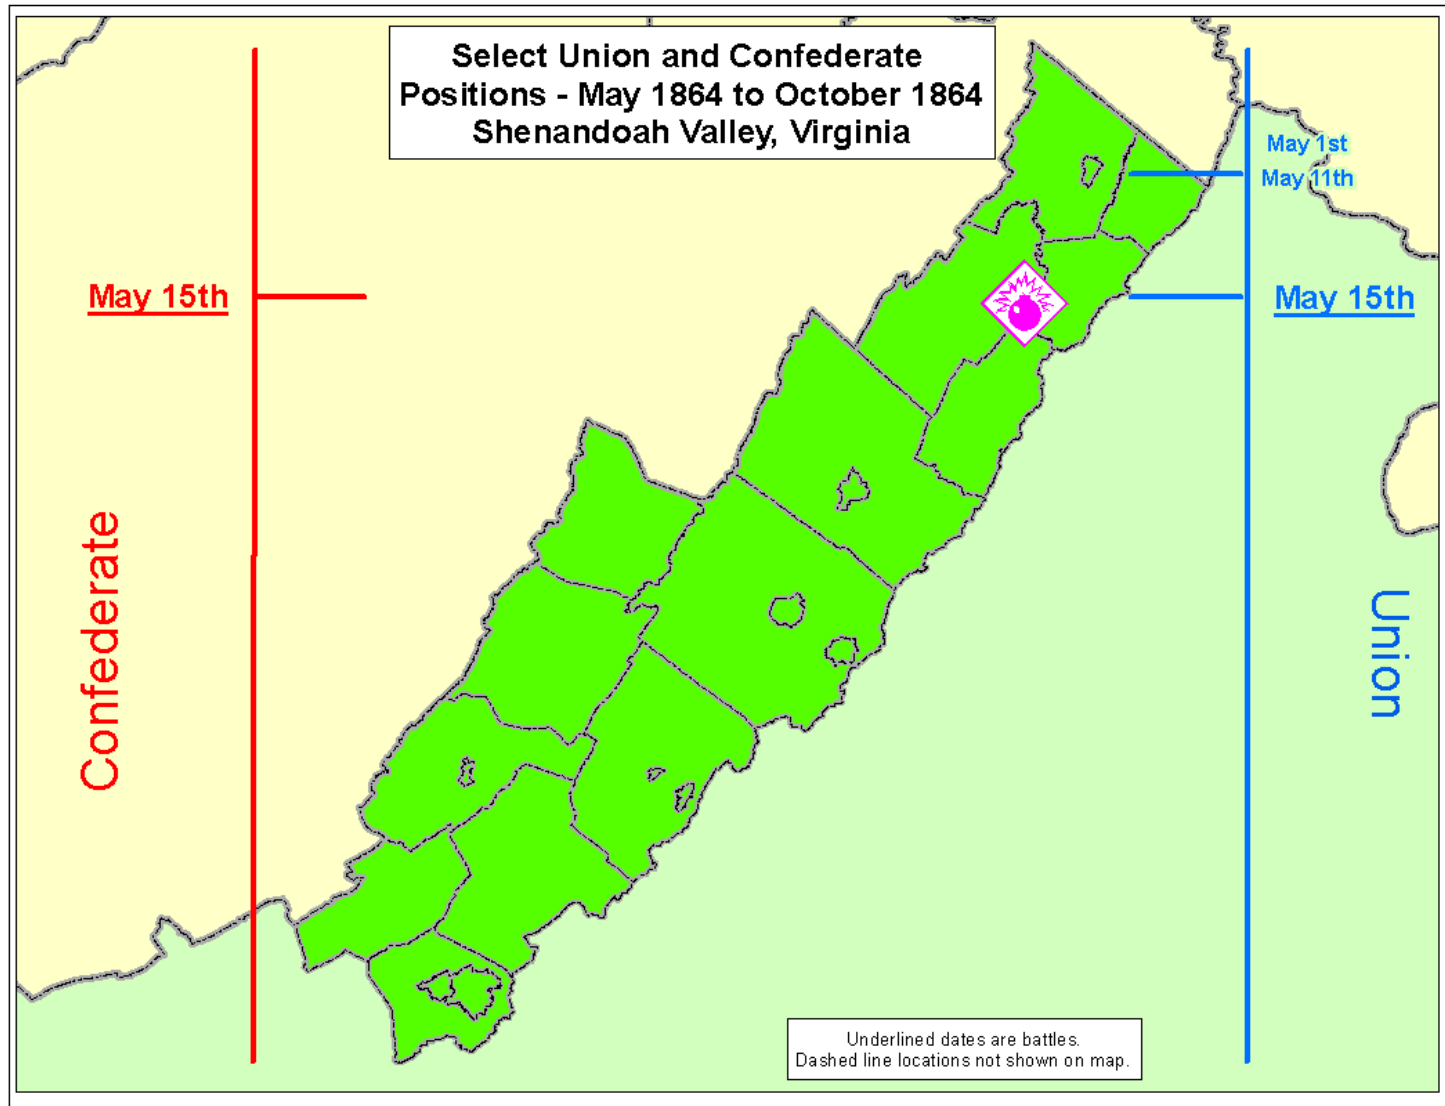 Select Union and Confederate
Positions - May 1864 to October 1864
Shenandoah Valley, Virginia
May 1st
May 11th
May 15th
May 15th
Confederate
Union
Underlined dates are battles.
Dashed line locations not shown on map.